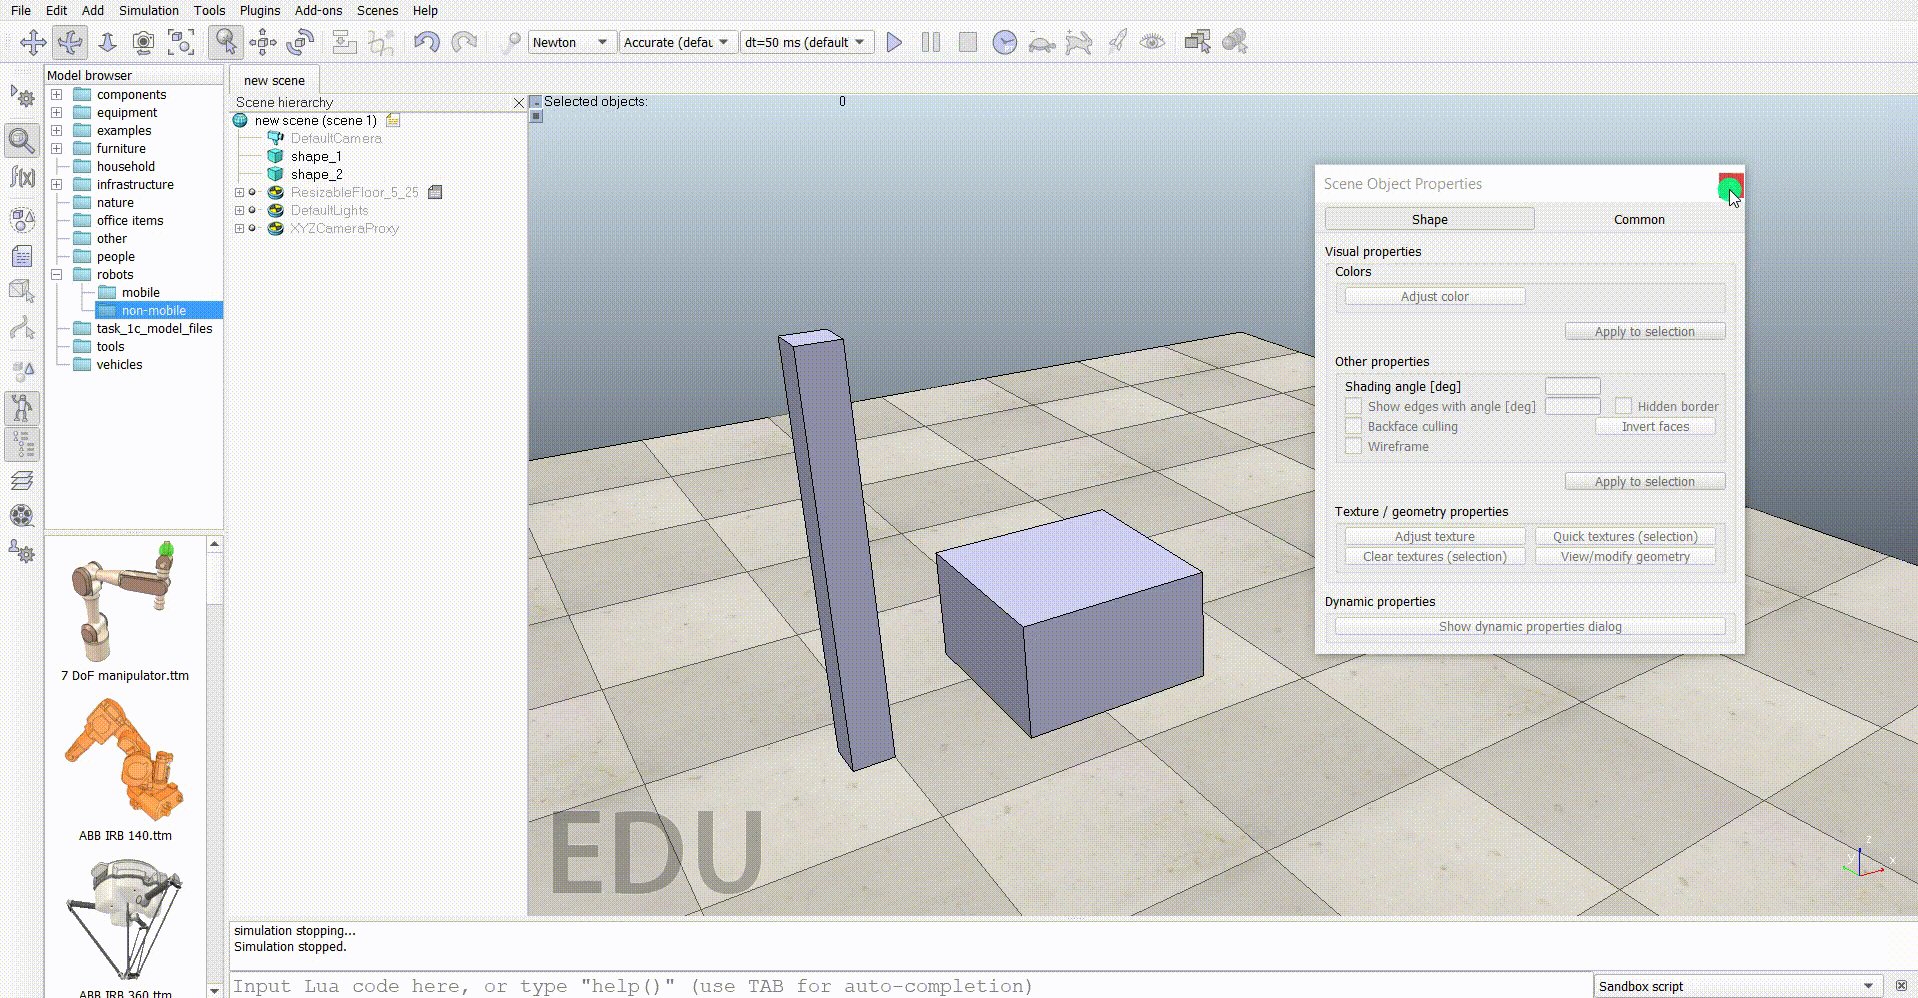 File Edit Add Simulation Tools Plugins Add-ons Scenes Help
Newton Accurate (defau dt=50 ms (default
Model browser
components
equipment
examples
furniture
household
infrastructure
nature
office items
other
people
robots
mobile
non-mobile
task_1c_model_files
tools
vehicles
7 DoF manipulator.ttm
ABB IRB 140.ttm
ABB IRB 360.ttm
new scene
Scene hierarchy
new scene (scene 1)
DefaultCamera
shape_1
shape_2
ResizableFloor_5_25
DefaultLights
XYZCameraProxy
Selected objects: 0
Scene Object Properties
Shape Common
Visual properties
Colors
Adjust color
Apply to selection
Other properties
Shading angle [deg]
Show edges with angle [deg] Hidden border
Backface culling Invert faces
Wireframe
Apply to selection
Texture / geometry properties
Adjust texture Quick textures (selection)
Clear textures (selection) View/modify geometry
Dynamic properties
Show dynamic properties dialog
EDU
z
x
simulation stopping...
Simulation stopped.
Input Lua code here, or type "help()" (use TAB for auto-completion)
Sandbox script